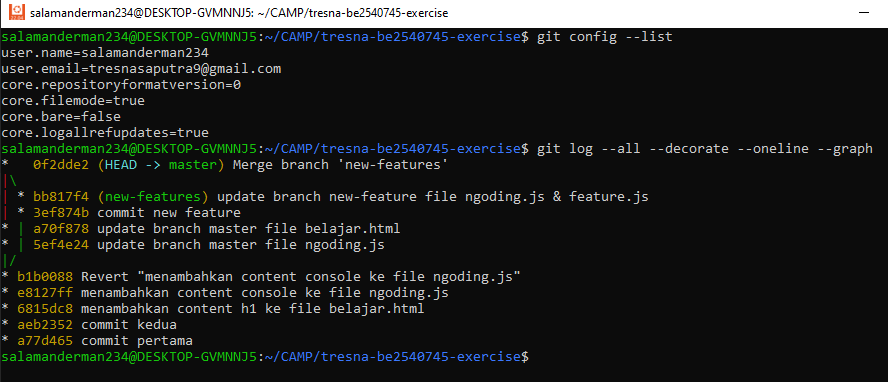 salamanderman234@DESKTOP-GVMNNJ5: ~/CAMP/tresna-be2540745-exercise
salamanderman234@DESKTOP-GVMNNJ5:~/CAMP/tresna-be2540745-exercise$ git config --list
user.name=salamanderman234
user.email=tresnasaputra9@gmail.com
core.repositoryformatversion=0
core.filemode=true
core.bare=false
core.logallrefupdates=true
salamanderman234@DESKTOP-GVMNNJ5:~/CAMP/tresna-be2540745-exercise$ git log --all --decorate --oneline --graph
*   0f2dde2 (HEAD -> master) Merge branch 'new-features'
|\
| * bb817f4 (new-features) update branch new-feature file ngoding.js & feature.js
| * 3ef874b commit new feature
* | a70f878 update branch master file belajar.html
* | 5ef4e24 update branch master file ngoding.js
|/
* b1b0088 Revert "menambahkan content console ke file ngoding.js"
* e8127ff menambahkan content console ke file ngoding.js
* 6815dc8 menambahkan content h1 ke file belajar.html
* aeb2352 commit kedua
* a77d465 commit pertama
salamanderman234@DESKTOP-GVMNNJ5:~/CAMP/tresna-be2540745-exercise$